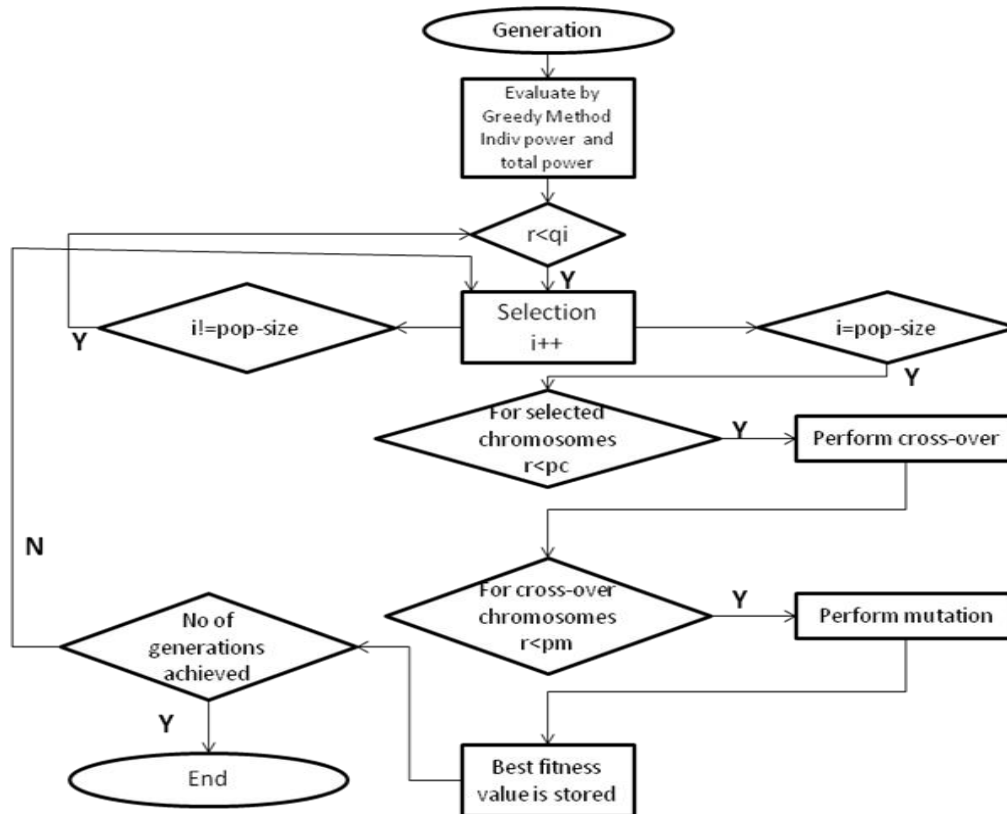 Generation
Evaluate by
Greedy Method
Indiv power and
total power
r<qi
Y
Selection
i++
i!=pop-size
Y
i=pop-size
Y
For selected
chromosomes
r<pc
Y
Perform cross-over
N
For cross-over
chromosomes
r<pm
Y
Perform mutation
No of
generations
achieved
Y
Best fitness
value is stored
End